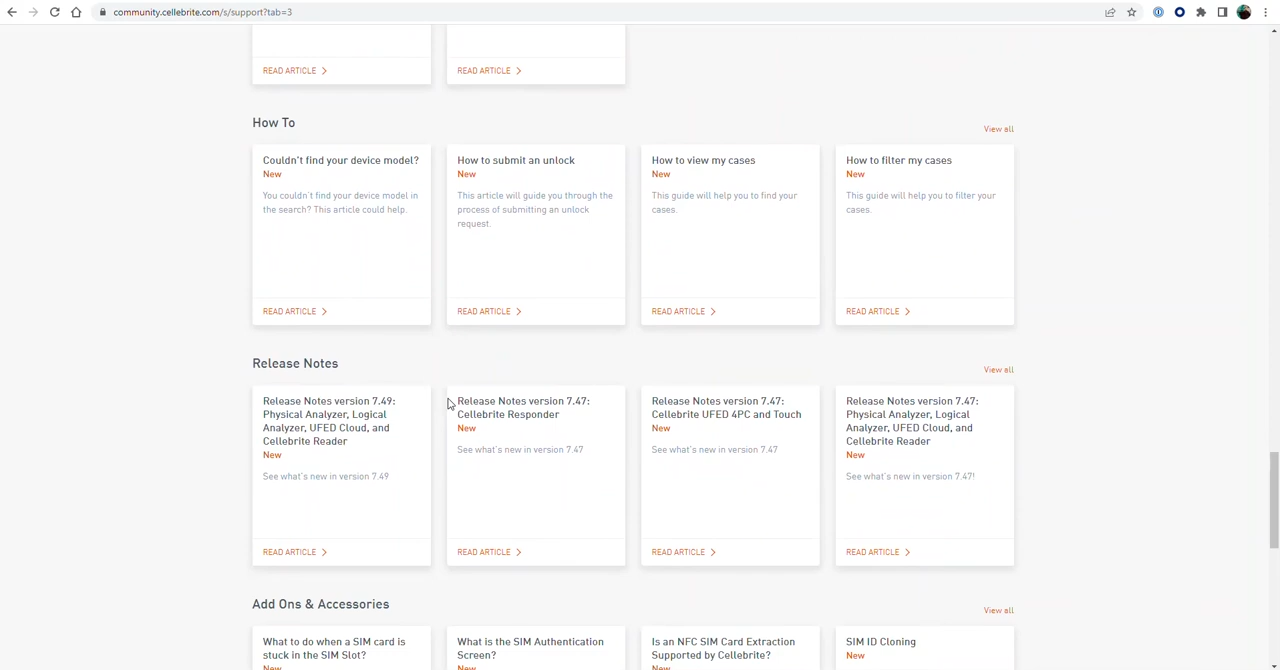 community.cellebrite.com/s/support?tab=3
READ ARTICLE
READ ARTICLE
How To
View all
Couldn't find your device model?
New
You couldn't find your device model in
the search? This article could help.
READ ARTICLE
How to submit an unlock
New
This article will guide you through the
process of submitting an unlock
request.
READ ARTICLE
How to view my cases
New
This guide will help you to find your
cases.
READ ARTICLE
How to filter my cases
New
This guide will help you to filter your
cases.
READ ARTICLE
Release Notes
View all
Release Notes version 7.49:
Physical Analyzer, Logical
Analyzer, UFED Cloud, and
Cellebrite Reader
New
See what's new in version 7.49
READ ARTICLE
Release Notes version 7.47:
Cellebrite Responder
New
See what's new in version 7.47
READ ARTICLE
Release Notes version 7.47:
Cellebrite UFED 4PC and Touch
New
See what's new in version 7.47
READ ARTICLE
Release Notes version 7.47:
Physical Analyzer, Logical
Analyzer, UFED Cloud, and
Cellebrite Reader
New
See what's new in version 7.47!
READ ARTICLE
Add Ons & Accessories
View all
What to do when a SIM card is
stuck in the SIM Slot?
New
What is the SIM Authentication
Screen?
New
Is an NFC SIM Card Extraction
Supported by Cellebrite?
New
SIM ID Cloning
New